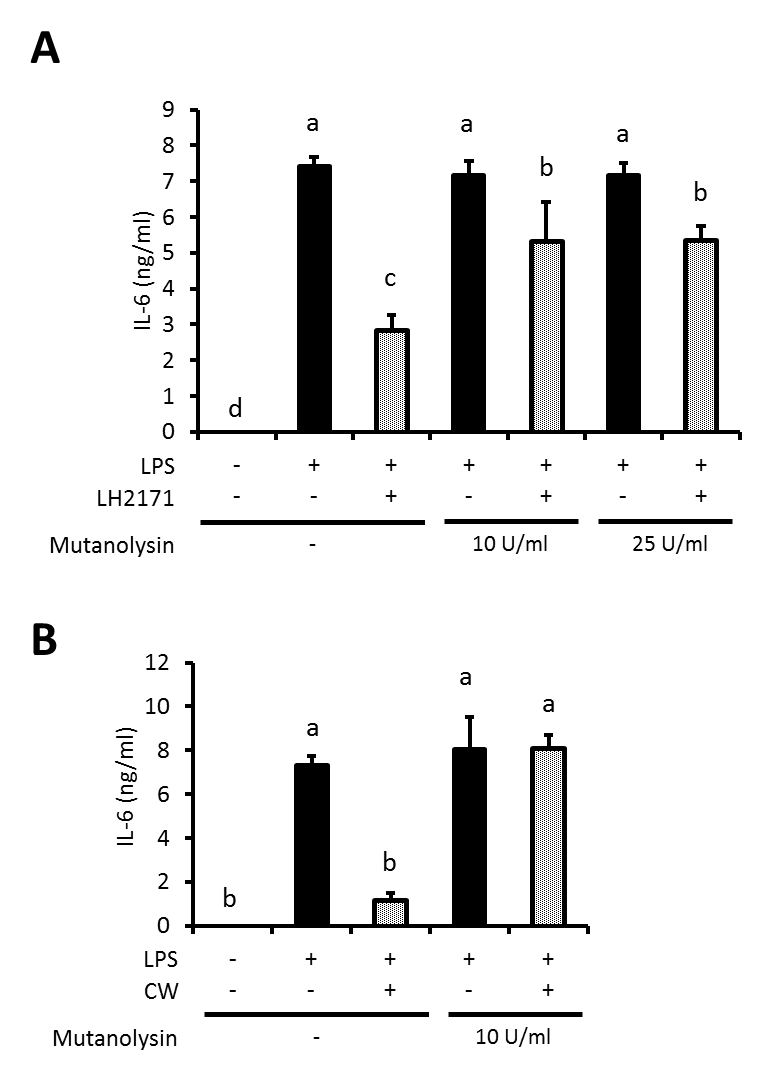 A
9
a
a
a
8
b
7
b
6
5
c
4
3
2
1
d
0
IL-6 (ng/ml)
LPS - + + + + + +
LH2171 - - + - + - +
Mutanolysin - 10 U/ml 25 U/ml
B
12
a
a
10
a
8
6
4
b
2
b
0
IL-6 (ng/ml)
LPS - + + + +
CW - - + - +
Mutanolysin - 10 U/ml